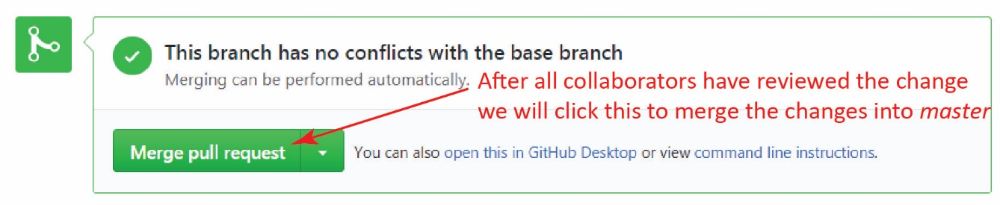 This branch has no conflicts with the base branch
Merging can be performed automatically.
After all collaborators have reviewed the change
we will click this to merge the changes into master
Merge pull request
You can also open this in GitHub Desktop or view command line instructions.